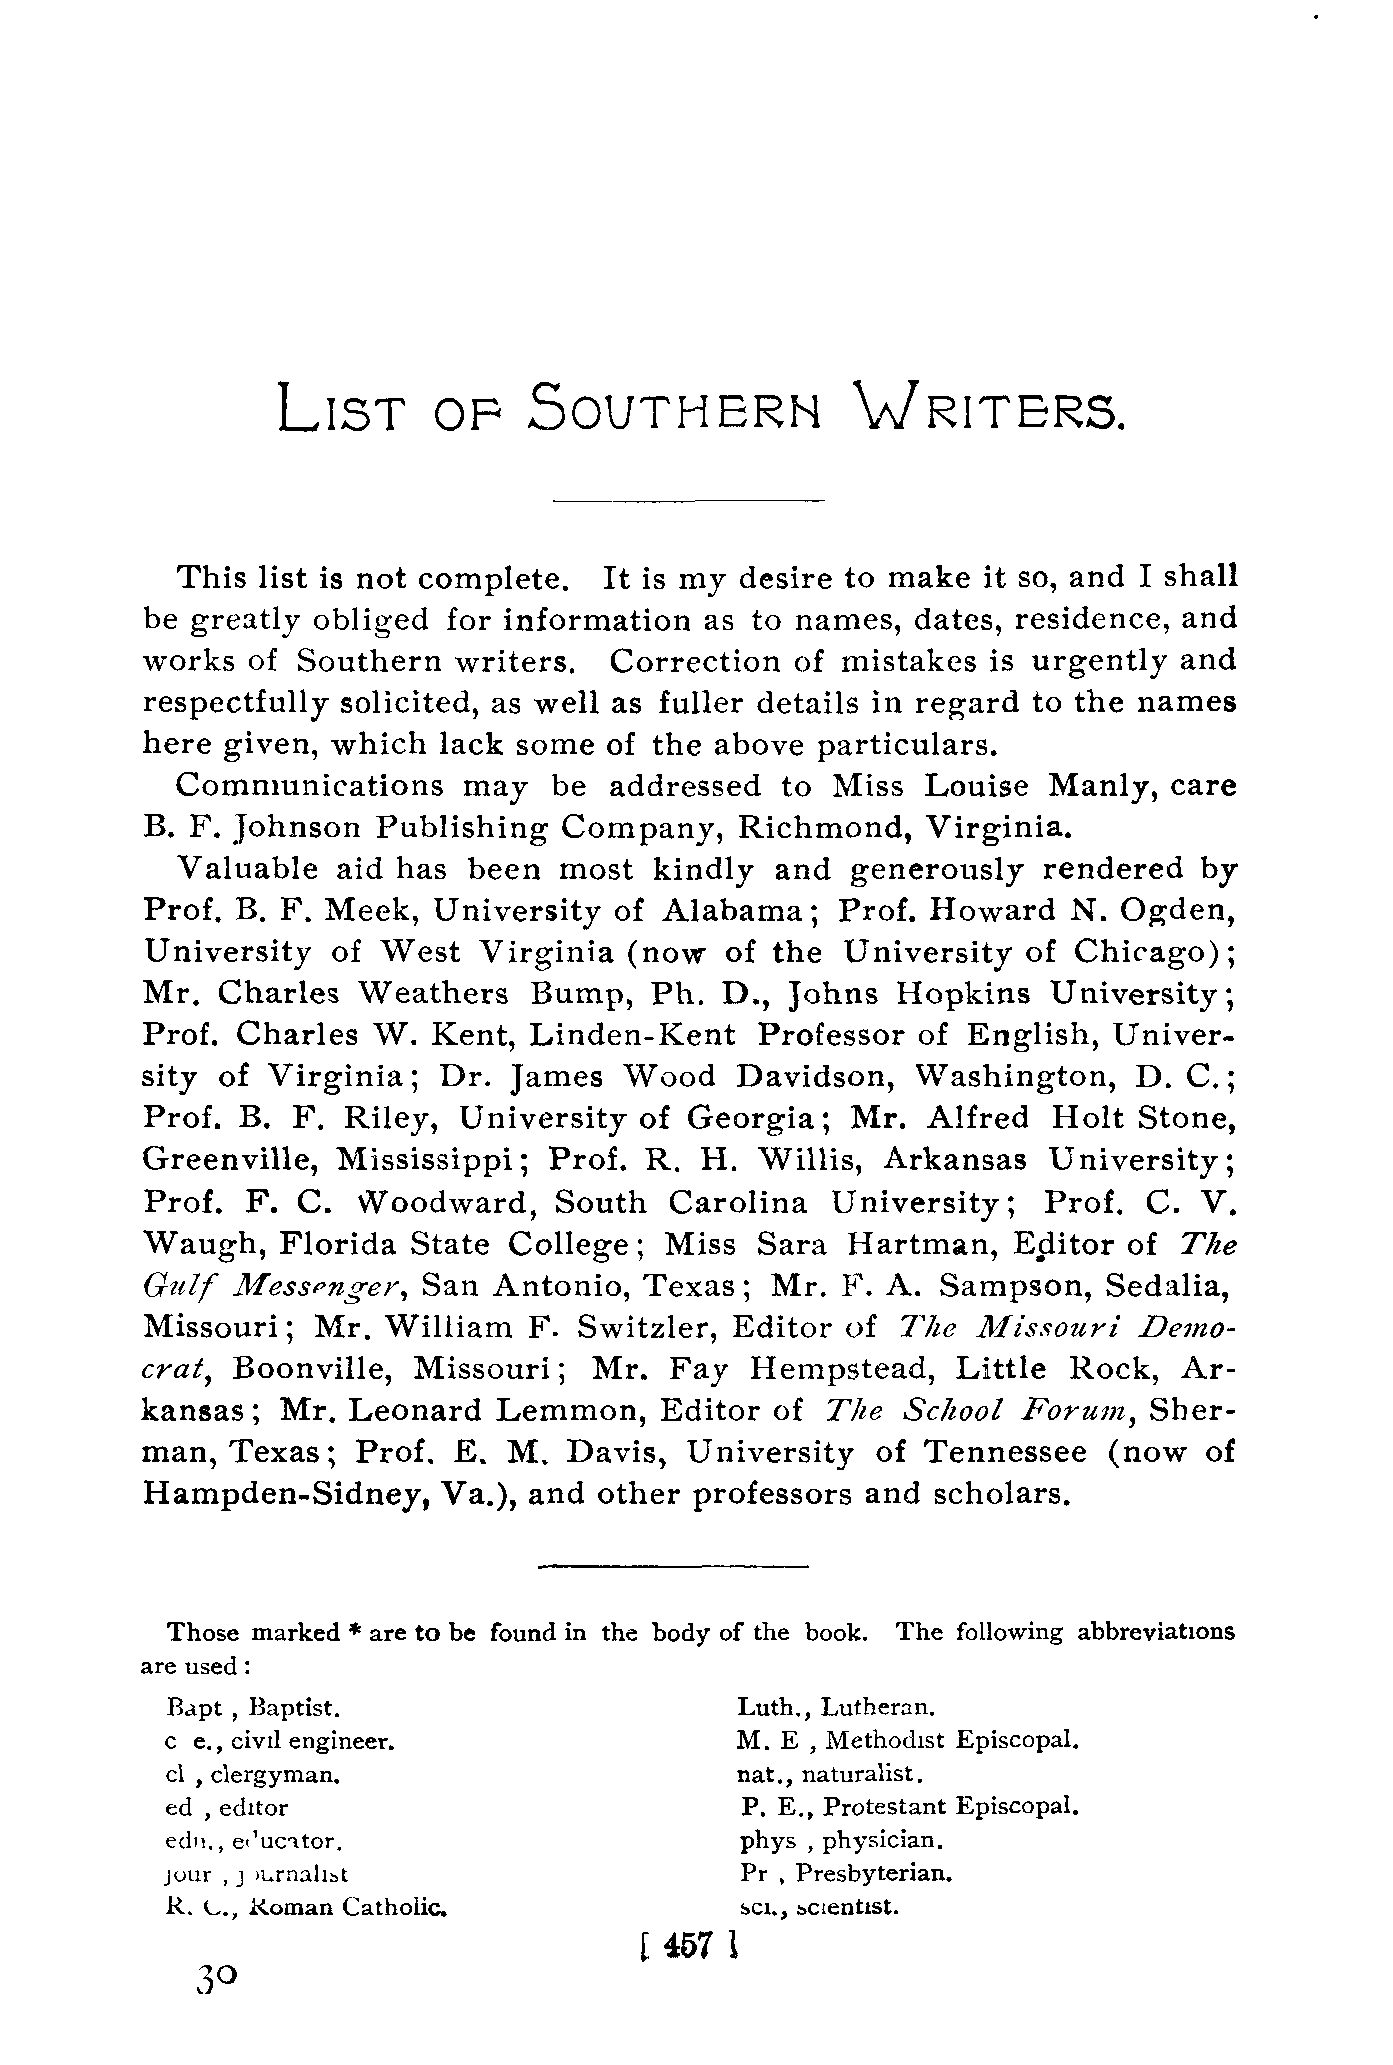 LIST OF SOUTHERN WRITERS.
This list is not complete. It is my desire to make it so, and I shall
be greatly obliged for information as to names, dates, residence, and
works of Southern writers. Correction of mistakes is urgently and
respectfully solicited, as well as fuller details in regard to the names
here given, which lack some of the above particulars.
Communications may be addressed to Miss Louise Manly, care
B. F. Johnson Publishing Company, Richmond, Virginia.
Valuable aid has been most kindly and generously rendered by
Prof. B. F. Meek, University of Alabama; Prof. Howard N. Ogden,
University of West Virginia (now of the University of Chicago);
Mr. Charles Weathers Bump, Ph. D., Johns Hopkins University;
Prof. Charles W. Kent, Linden-Kent Professor of English, Univer-
sity of Virginia; Dr. James Wood Davidson, Washington, D. C.;
Prof. B. F. Riley, University of Georgia; Mr. Alfred Holt Stone,
Greenville, Mississippi; Prof. R. H. Willis, Arkansas University;
Prof. F. C. Woodward, South Carolina University; Prof. C. V.
Waugh, Florida State College; Miss Sara Hartman, Editor of The
Gulf Messenger, San Antonio, Texas; Mr. F. A. Sampson, Sedalia,
Missouri; Mr. William F. Switzler, Editor of The Missouri Demo-
crat, Boonville, Missouri; Mr. Fay Hempstead, Little Rock, Ar-
kansas; Mr. Leonard Lemmon, Editor of The School Forum, Sher-
man, Texas; Prof. E. M. Davis, University of Tennessee (now of
Hampden-Sidney, Va.), and other professors and scholars.
Those marked * are to be found in the body of the book. The following abbreviations
are used:
Bapt , Baptist.
c e., civil engineer.
cl , clergyman.
ed , editor
edu., educator.
jour , journalist
R. C., Roman Catholic.
Luth., Lutheran.
M. E , Methodist Episcopal.
nat., naturalist.
P. E., Protestant Episcopal.
phys , physician.
Pr , Presbyterian.
sci., scientist.
[ 457 ]
30